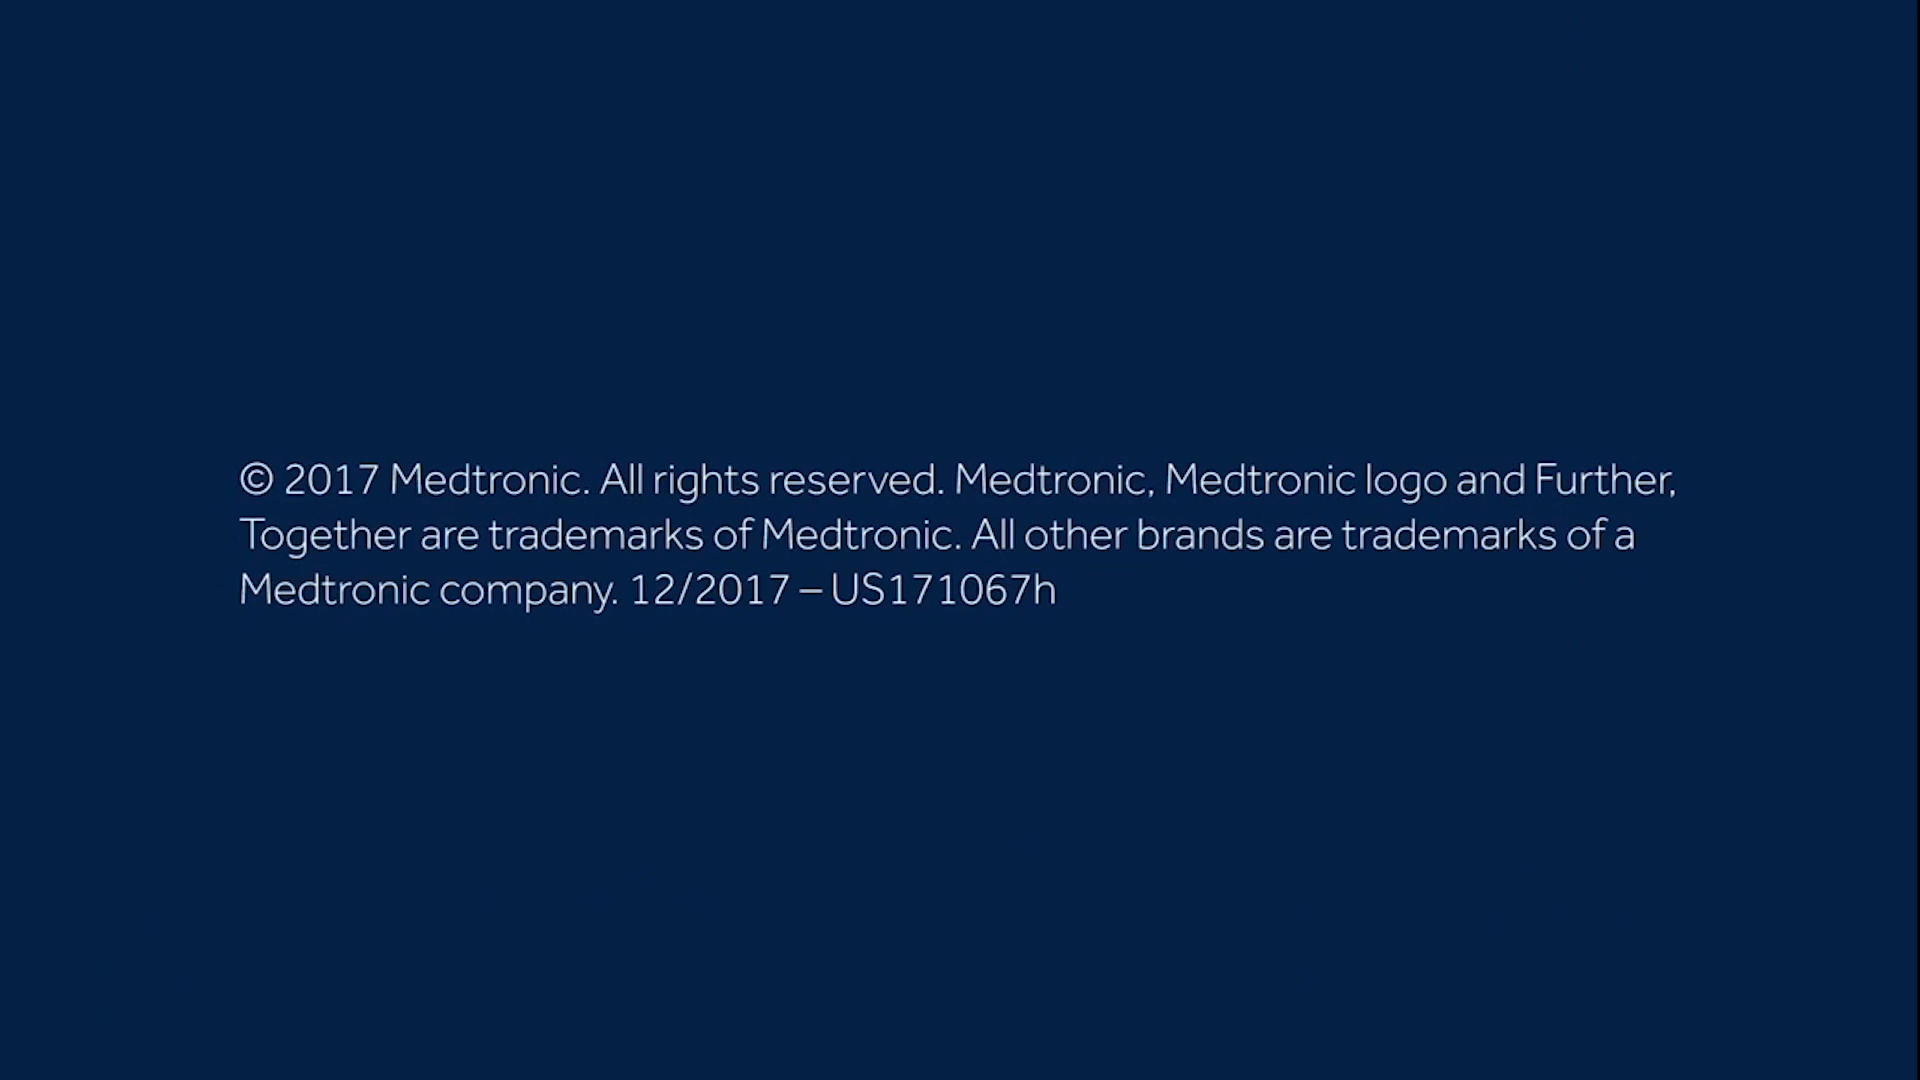 © 2017 Medtronic. All rights reserved. Medtronic, Medtronic logo and Further,
Together are trademarks of Medtronic. All other brands are trademarks of a
Medtronic company. 12/2017 – US171067h